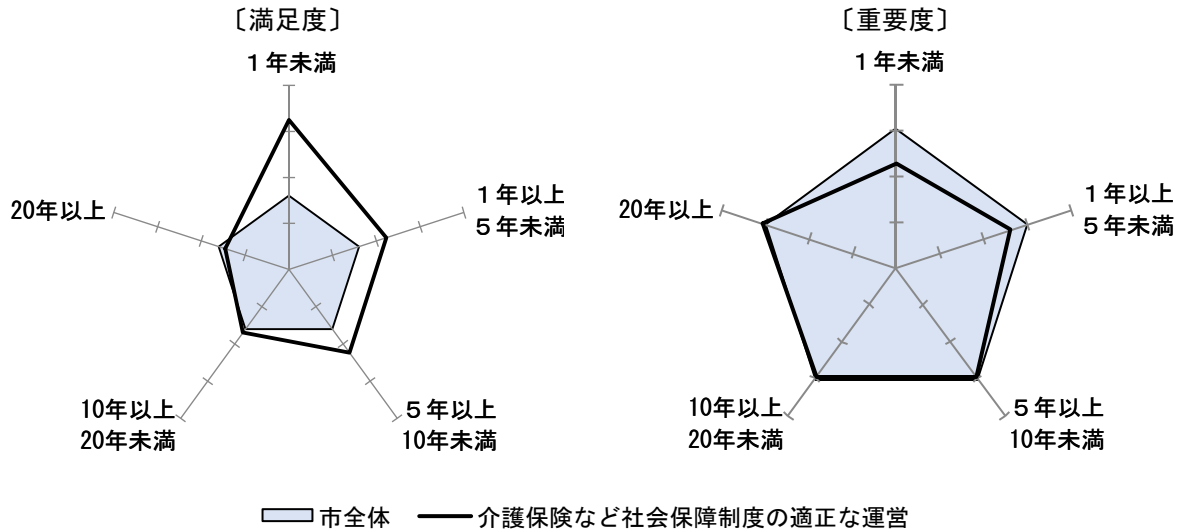 〔満足度〕
１年未満
１年以上
５年未満
５年以上
10年未満
10年以上
20年未満
20年以上
〔重要度〕
１年未満
１年以上
５年未満
５年以上
10年未満
10年以上
20年未満
20年以上
市全体
介護保険など社会保障制度の適正な運営